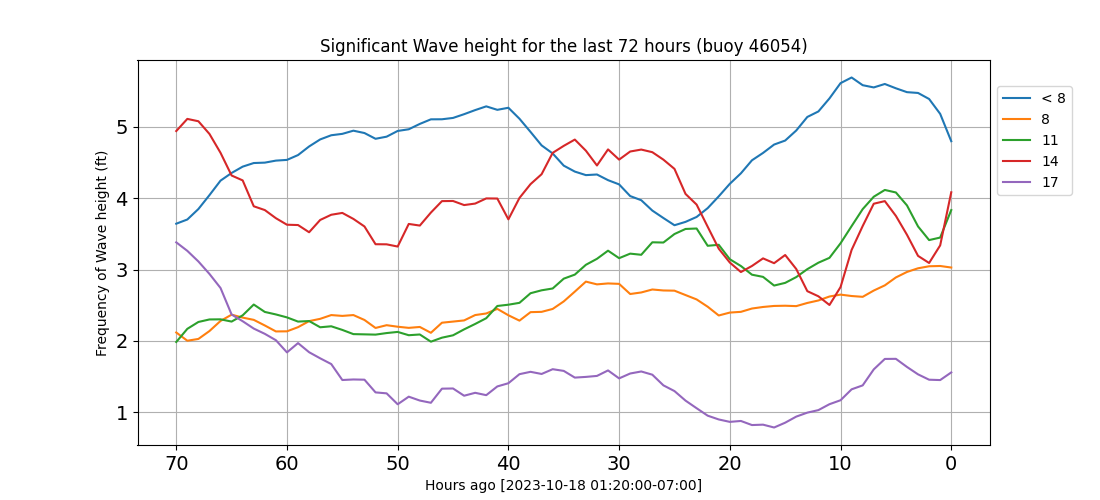 Significant Wave height for the last 72 hours (buoy 46054)
Frequency of Wave height (ft)
5
4
3
2
1
70 60 50 40 30 20 10 0
Hours ago [2023-10-18 01:20:00-07:00]
< 8
8
11
14
17